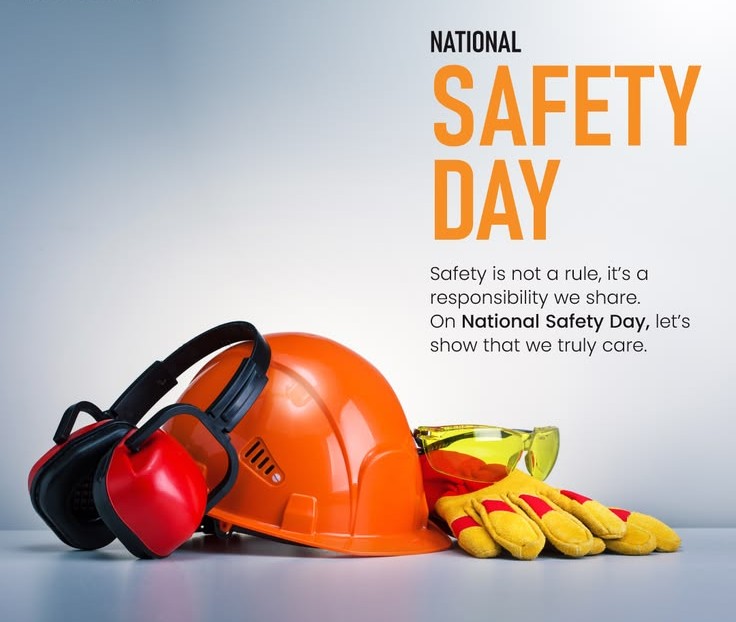 NATIONAL
SAFETY
DAY
Safety is not a rule, it’s a
responsibility we share.
On National Safety Day, let’s
show that we truly care.